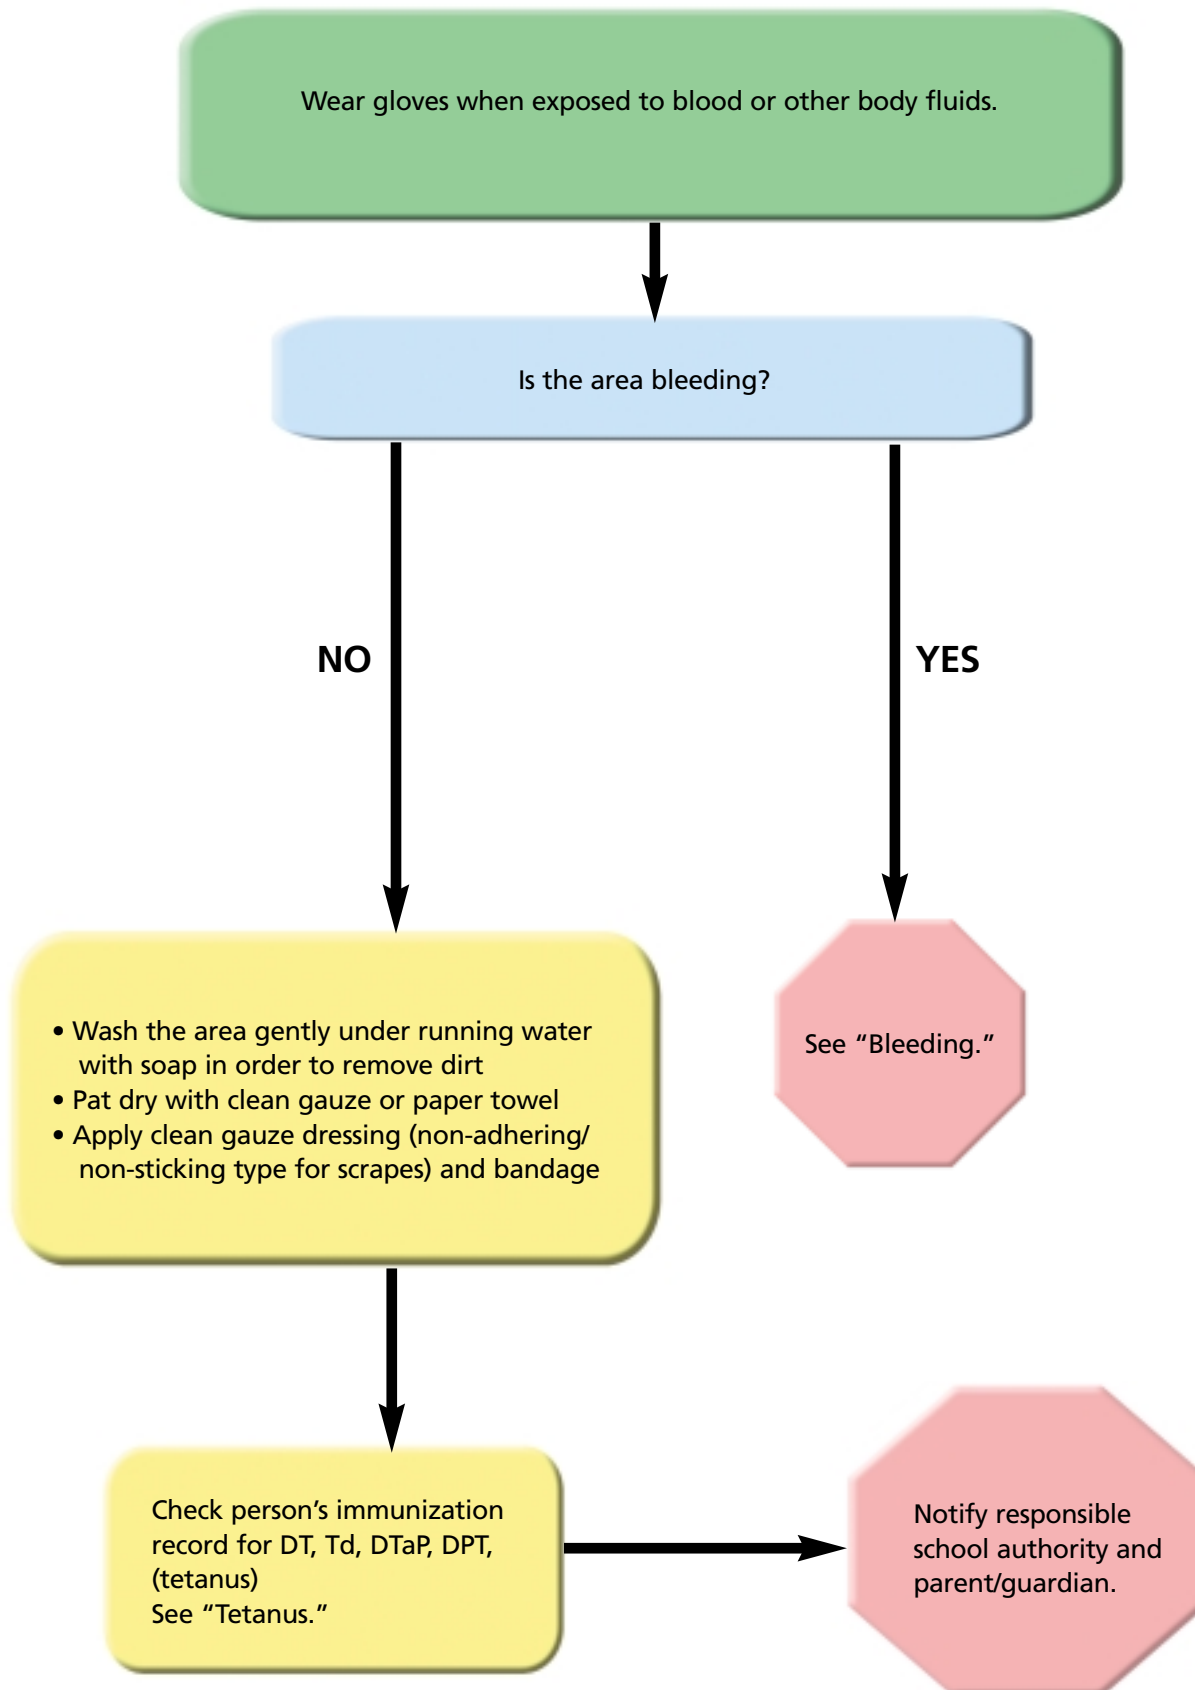 Wear gloves when exposed to blood or other body fluids.
Is the area bleeding?
NO
YES
• Wash the area gently under running water
with soap in order to remove dirt
• Pat dry with clean gauze or paper towel
• Apply clean gauze dressing (non-adhering/
non-sticking type for scrapes) and bandage
See “Bleeding.”
Check person’s immunization
record for DT, Td, DTaP, DPT,
(tetanus)
See “Tetanus.”
Notify responsible
school authority and
parent/guardian.